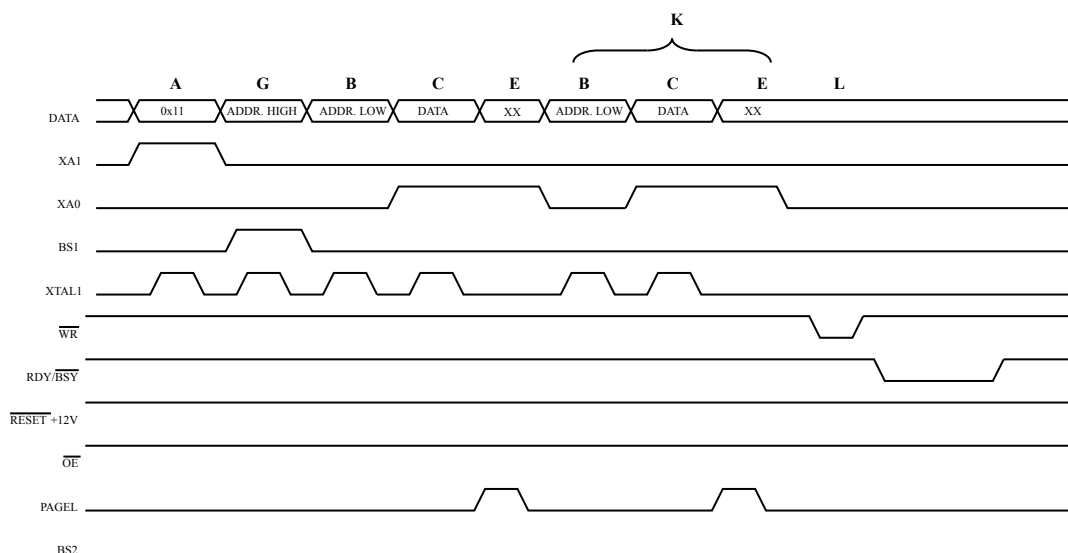 K
A G B C E B C E L
DATA 0x11 ADDR. HIGH ADDR. LOW DATA XX ADDR. LOW DATA XX
XA1
XA0
BS1
XTAL1
WR
RDY/BSY
RESET +12V
OE
PAGEL
BS2